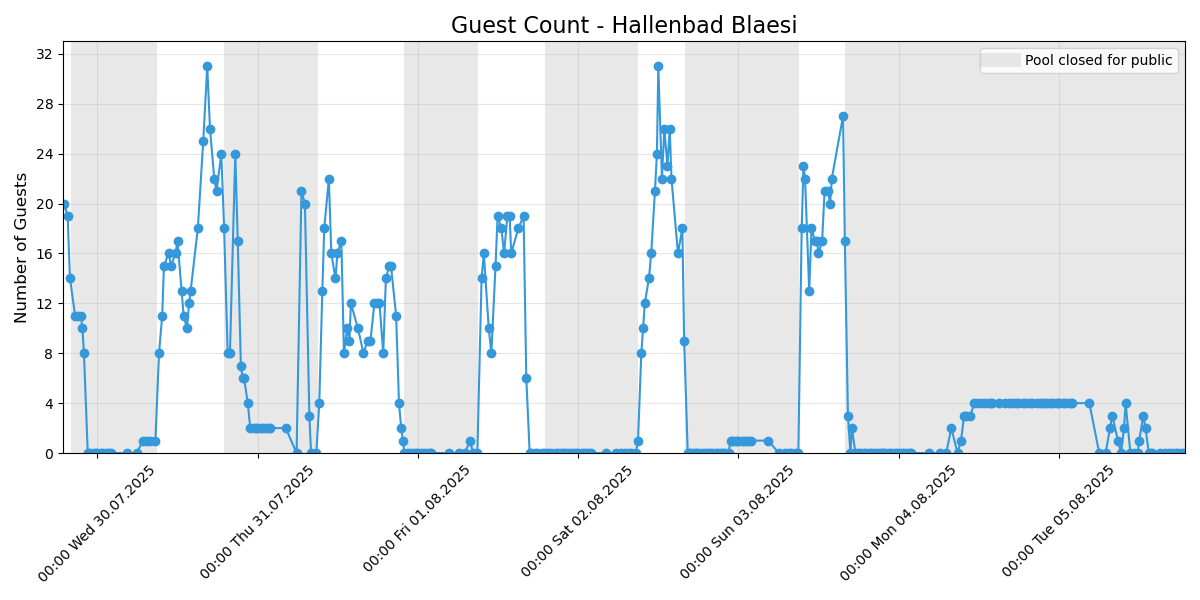 Guest Count - Hallenbad Blaesi
Pool closed for public
Number of Guests
32
28
24
20
16
12
8
4
0
00:00 Wed 30.07.2025
00:00 Thu 31.07.2025
00:00 Fri 01.08.2025
00:00 Sat 02.08.2025
00:00 Sun 03.08.2025
00:00 Mon 04.08.2025
00:00 Tue 05.08.2025